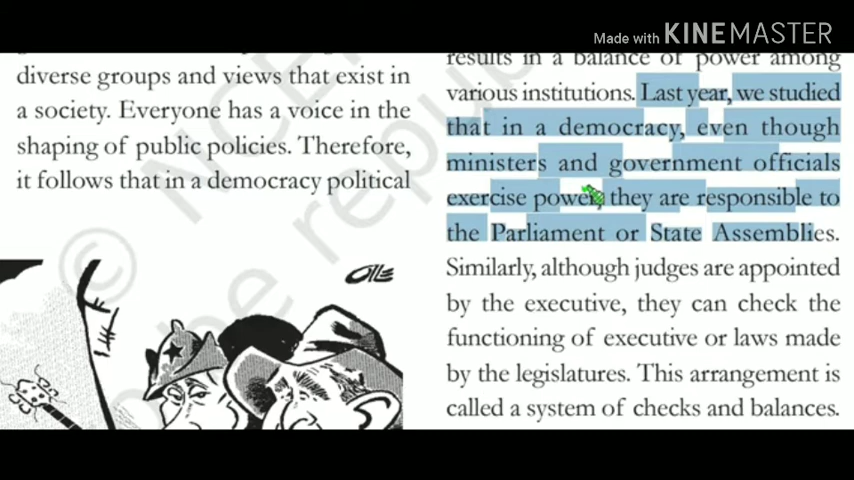 Made with KINEMASTER
diverse groups and views that exist in
a society. Everyone has a voice in the
shaping of public policies. Therefore,
it follows that in a democracy political
results in a balance of power among
various institutions. Last year, we studied
that in a democracy, even though
ministers and government officials
exercise power, they are responsible to
the Parliament or State Assemblies.
Similarly, although judges are appointed
by the executive, they can check the
functioning of executive or laws made
by the legislatures. This arrangement is
called a system of checks and balances.